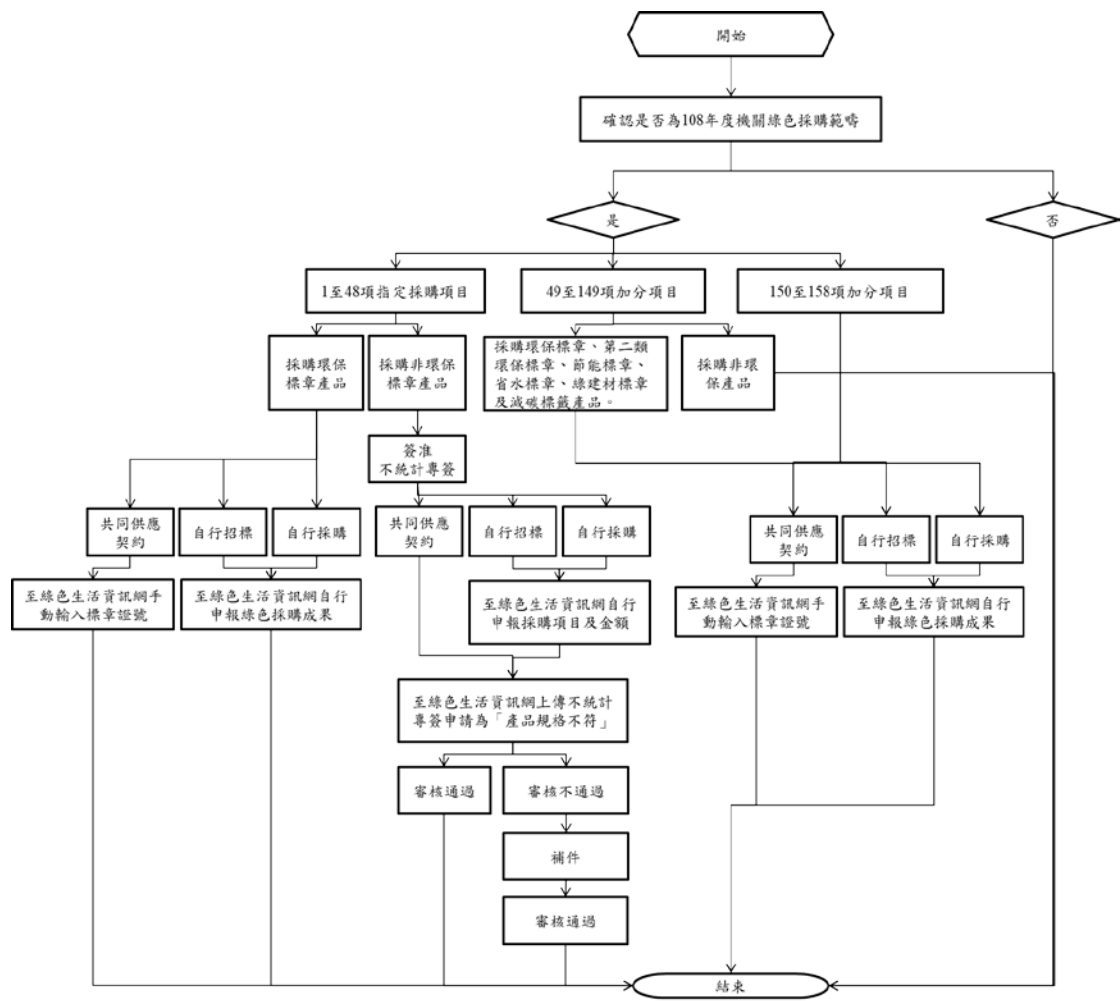 開始
確認是否為108年度機關綠色採購範疇
是
否
1至48項指定採購項目
49至149項加分項目
150至158項加分項目
採購環保
標章產品
採購非環保
標章產品
採購環保標章、第二類
環保標章、節能標章、
省水標章、綠建材標章
及減碳標籤產品。
採購非環
保產品
簽准
不統計專簽
共同供應
契約
自行招標
自行採購
共同供應
契約
自行招標
自行採購
共同供應
契約
自行招標
自行採購
至綠色生活資訊網手
動輸入標章證號
至綠色生活資訊網自行
申報綠色採購成果
至綠色生活資訊網自行
申報採購項目及金額
至綠色生活資訊網手
動輸入標章證號
至綠色生活資訊網自行
申報綠色採購成果
至綠色生活資訊網上傳不統計
專簽申請為「產品規格不符」
審核通過
審核不通過
補件
審核通過
結束